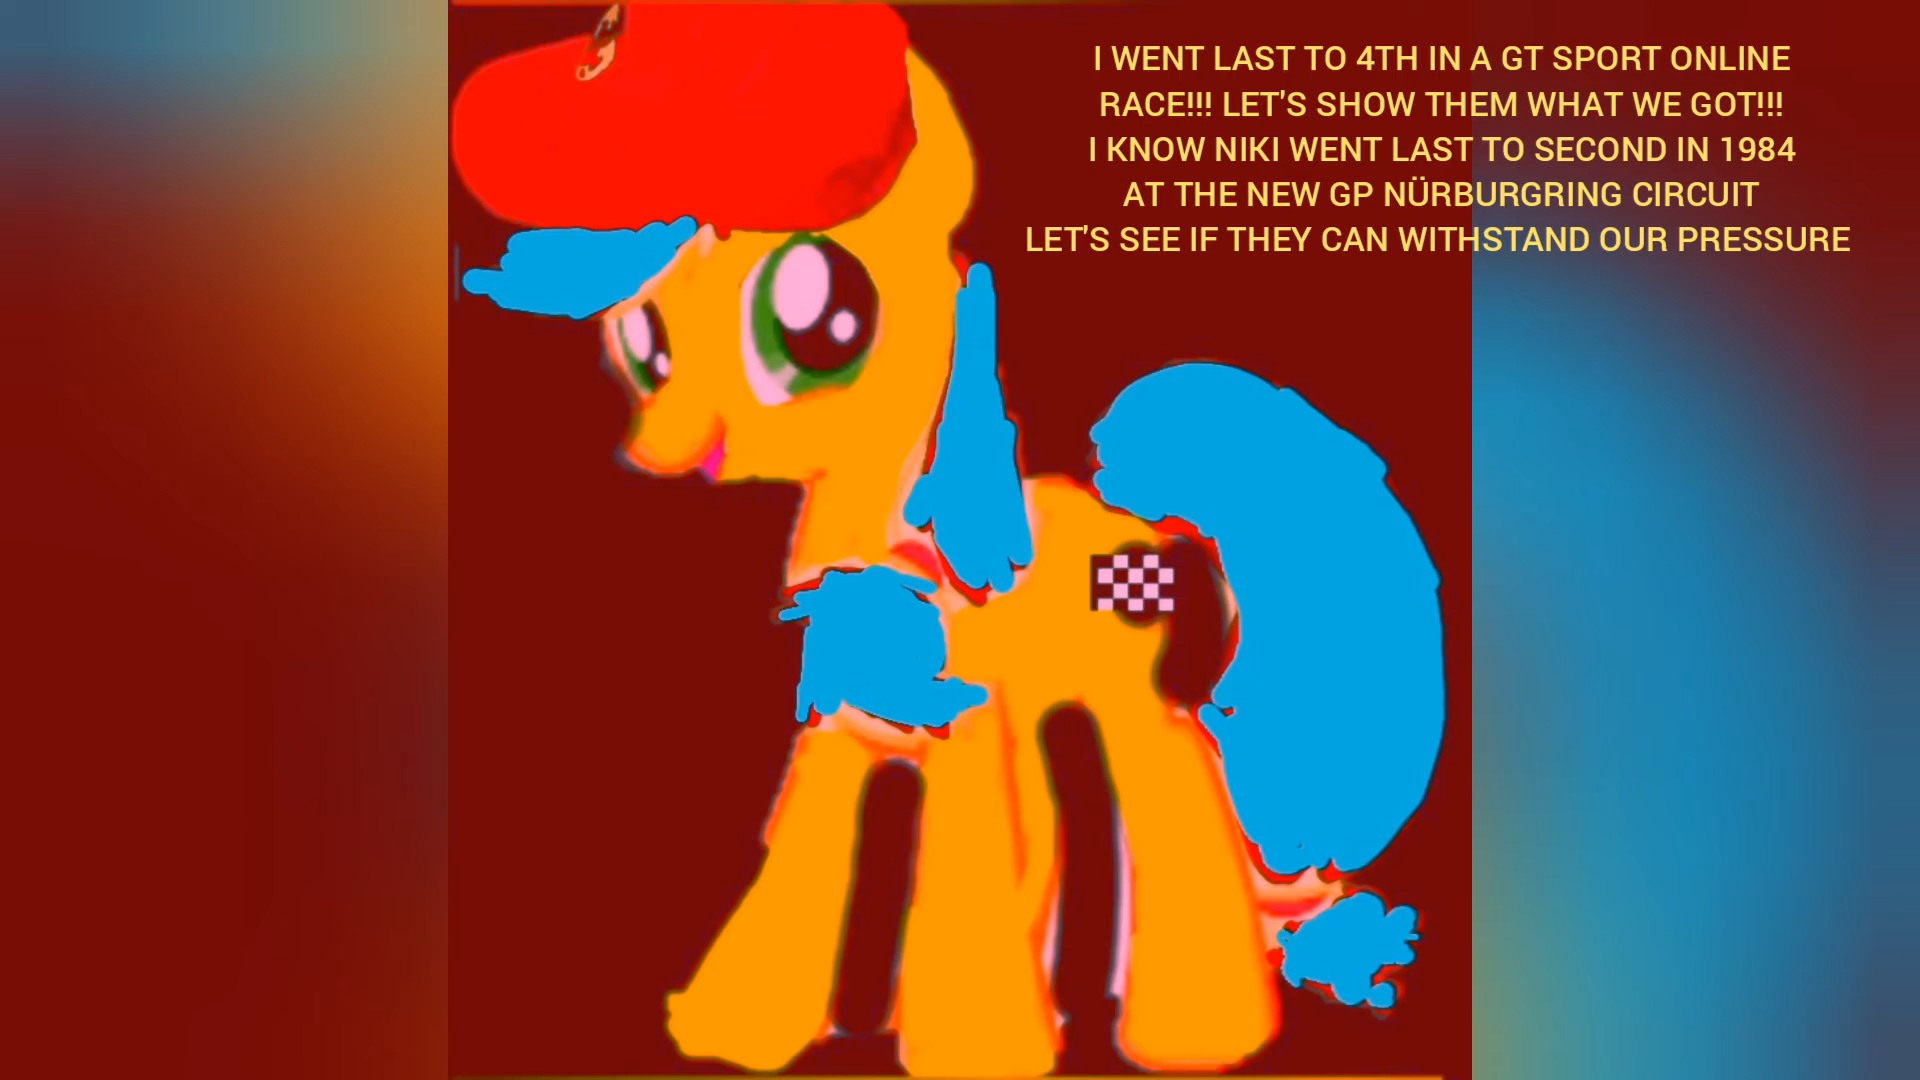 I WENT LAST TO 4TH IN A GT SPORT ONLINE
RACE!!! LET'S SHOW THEM WHAT WE GOT!!!
I KNOW NIKI WENT LAST TO SECOND IN 1984
AT THE NEW GP NÜRBURGRING CIRCUIT
LET'S SEE IF THEY CAN WITHSTAND OUR PRESSURE